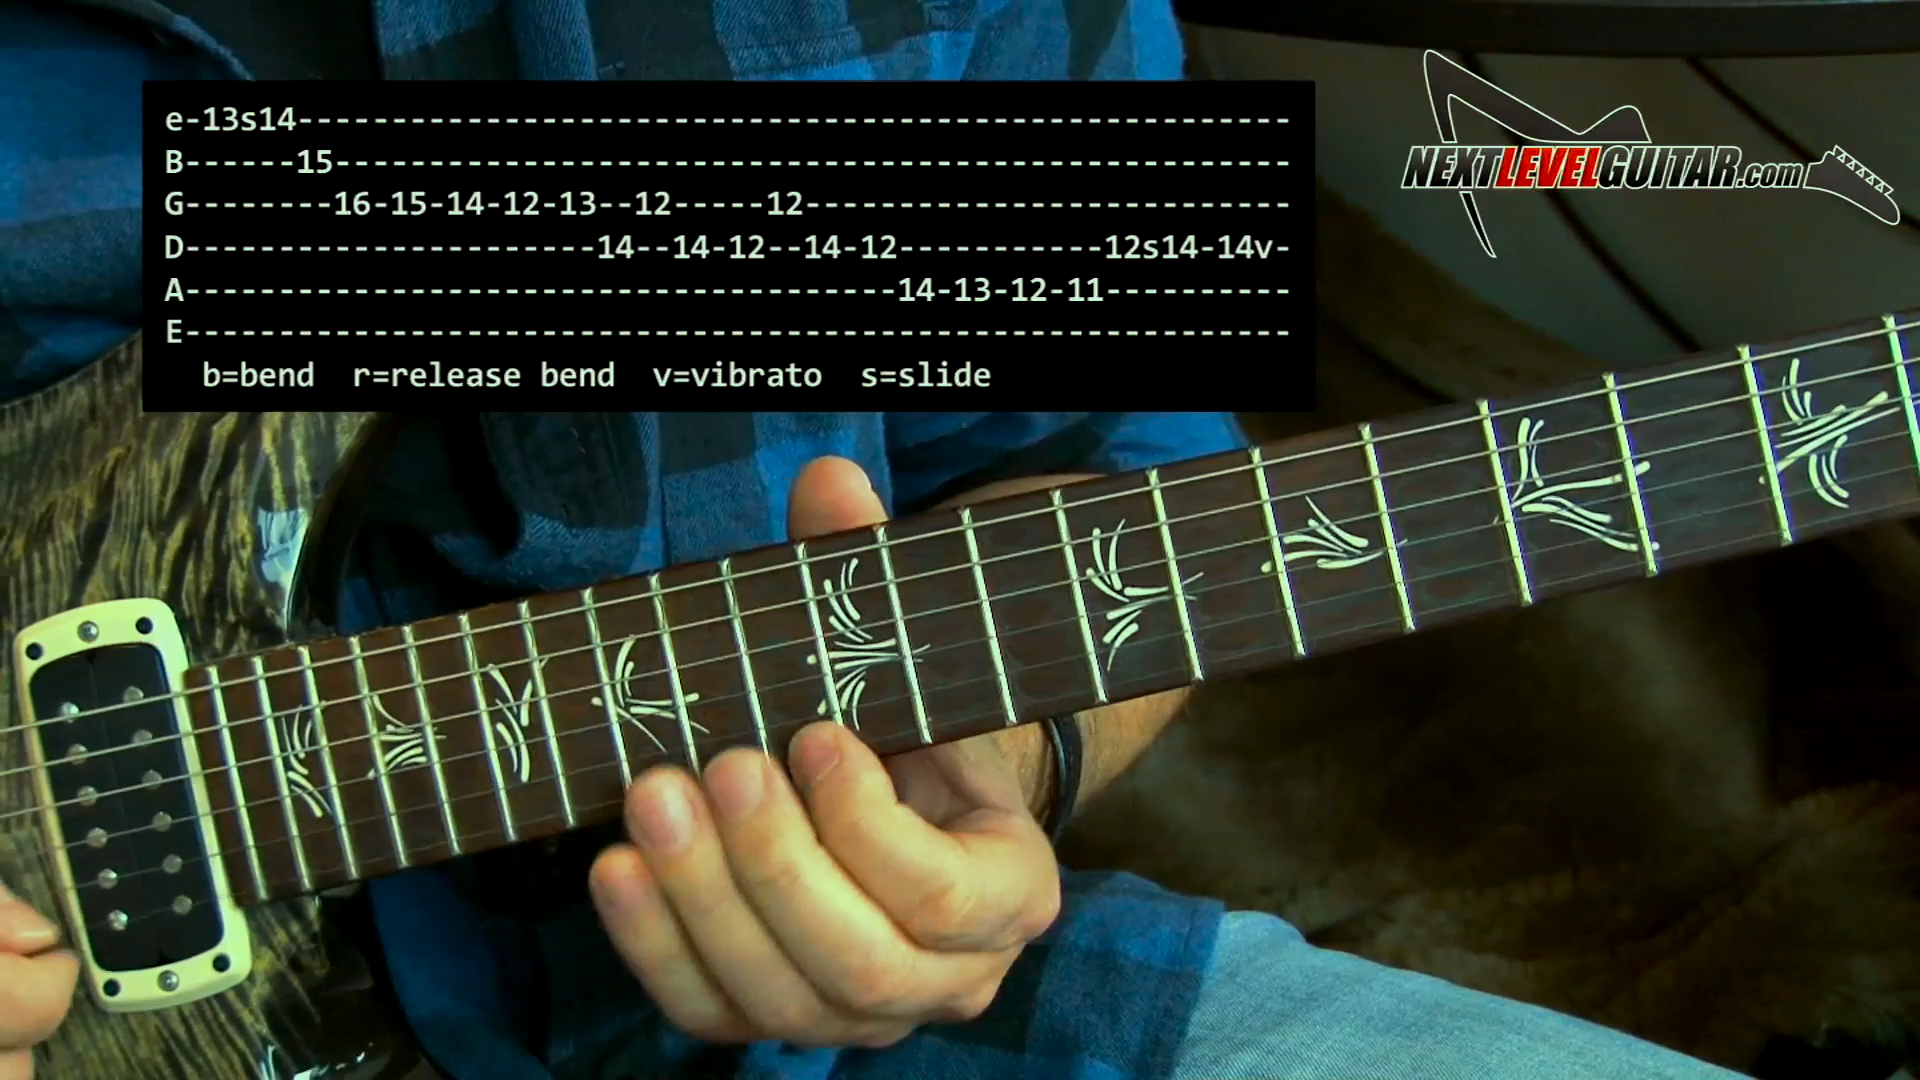 e-13s14-----------------------------------------------------
B------15---------------------------------------------------
G--------16-15-14-12-13--12-----12--------------------------
D----------------------14--14-12--14-12-----------12s14-14v-
A--------------------------------------14-13-12-11----------
E-----------------------------------------------------------
b=bend  r=release bend  v=vibrato  s=slide
NEXTLEVELGUITAR.com